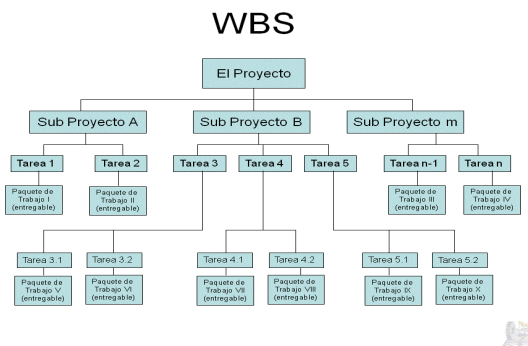 WBS
El Proyecto
Sub Proyecto A
Sub Proyecto B
Sub Proyecto m
Tarea 1
Tarea 2
Tarea 3
Tarea 4
Tarea 5
Tarea n-1
Tarea n
Paquete de
Trabajo I
(entregable)
Paquete de
Trabajo II
(entregable)
Paquete de
Trabajo III
(entregable)
Paquete de
Trabajo IV
(entregable)
Tarea 3.1
Tarea 3.2
Tarea 4.1
Tarea 4.2
Tarea 5.1
Tarea 5.2
Paquete de
Trabajo V
(entregable)
Paquete de
Trabajo VI
(entregable)
Paquete de
Trabajo VII
(entregable)
Paquete de
Trabajo VIII
(entregable)
Paquete de
Trabajo IX
(entregable)
Paquete de
Trabajo X
(entregable)